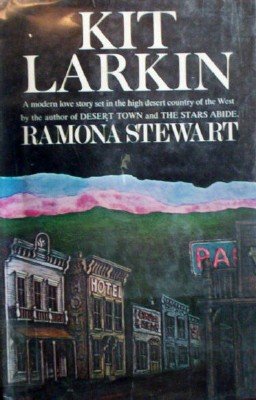 KIT
LARKIN
A modern love story set in the high desert country of the West
by the author of DESERT TOWN and THE STARS ABIDE.
RAMONA STEWART
HOTEL
PA